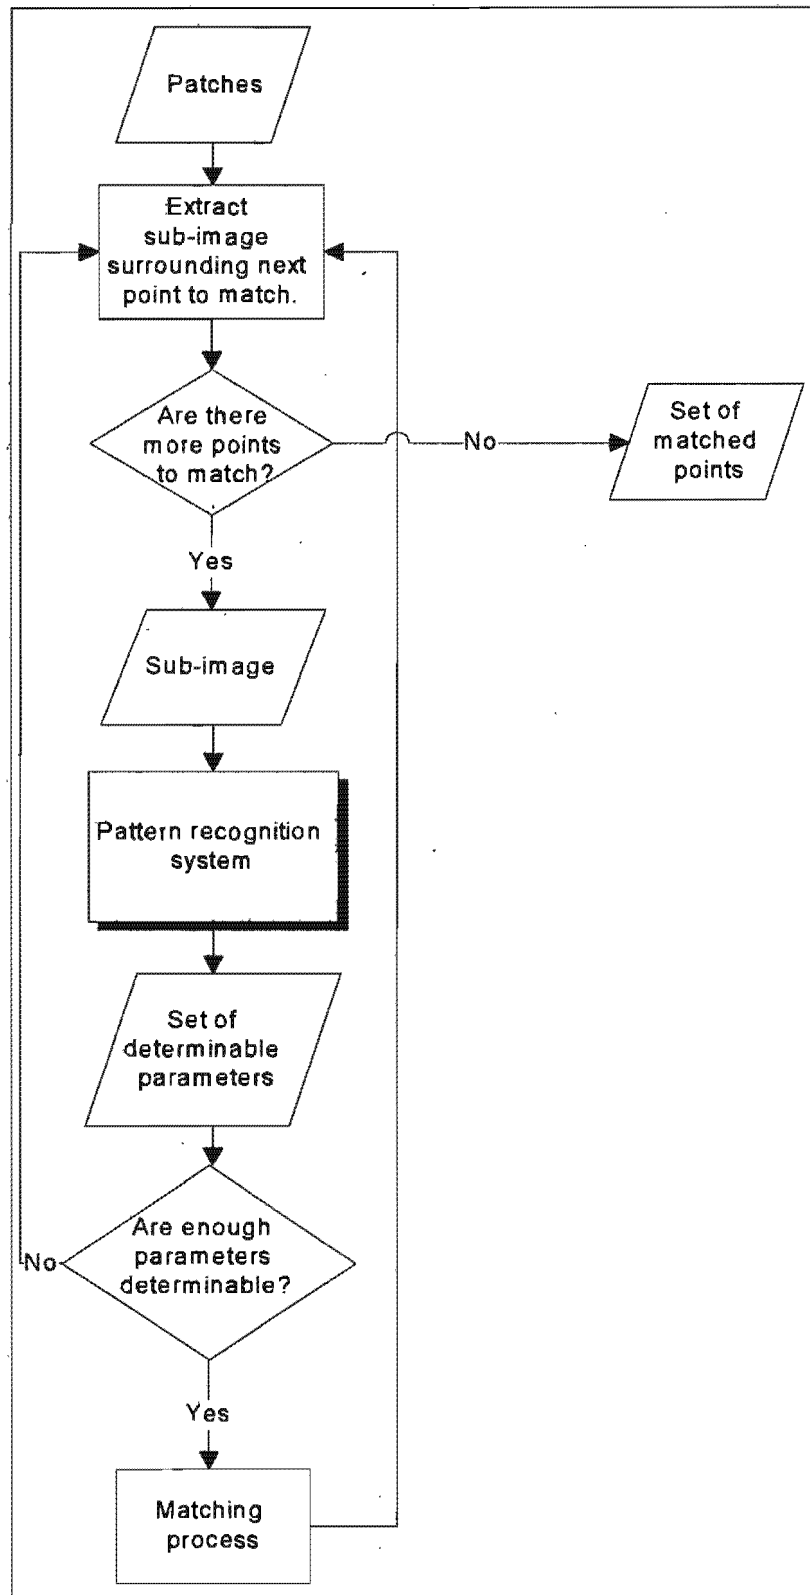 Patches
Extract
sub-image
surrounding next
point to match.
Are there
more points
to match?
No
Set of
matched
points
Yes
Sub-image
Pattern recognition
system
Set of
determinable
parameters
Are enough
parameters
determinable?
No
Yes
Matching
process